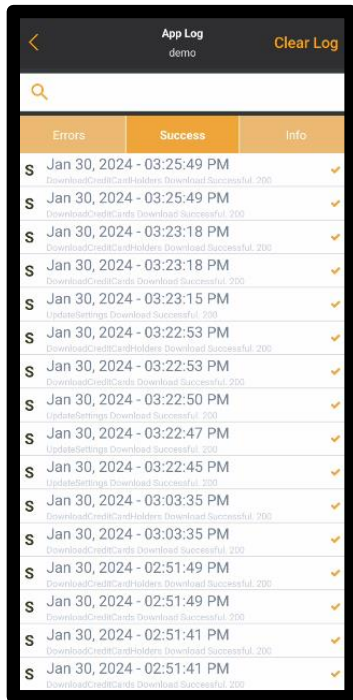 App Log
demo
Clear Log
Errors Success Info
S Jan 30, 2024 - 03:25:49 PM
DownloadCreditCardHolders Download Successful. 200
S Jan 30, 2024 - 03:25:49 PM
DownloadCreditCards Download Successful. 200
S Jan 30, 2024 - 03:23:18 PM
DownloadCreditCardHolders Download Successful. 200
S Jan 30, 2024 - 03:23:18 PM
DownloadCreditCards Download Successful. 200
S Jan 30, 2024 - 03:23:15 PM
UpdateSettings Download Successful. 200
S Jan 30, 2024 - 03:22:53 PM
DownloadCreditCardHolders Download Successful. 200
S Jan 30, 2024 - 03:22:53 PM
DownloadCreditCards Download Successful. 200
S Jan 30, 2024 - 03:22:50 PM
UpdateSettings Download Successful. 200
S Jan 30, 2024 - 03:22:47 PM
UpdateSettings Download Successful. 200
S Jan 30, 2024 - 03:22:45 PM
UpdateSettings Download Successful. 200
S Jan 30, 2024 - 03:03:35 PM
DownloadCreditCardHolders Download Successful. 200
S Jan 30, 2024 - 03:03:35 PM
DownloadCreditCards Download Successful. 200
S Jan 30, 2024 - 02:51:49 PM
DownloadCreditCardHolders Download Successful. 200
S Jan 30, 2024 - 02:51:49 PM
DownloadCreditCards Download Successful. 200
S Jan 30, 2024 - 02:51:41 PM
DownloadCreditCardHolders Download Successful. 200
S Jan 30, 2024 - 02:51:41 PM
DownloadCreditCards Download Successful. 200